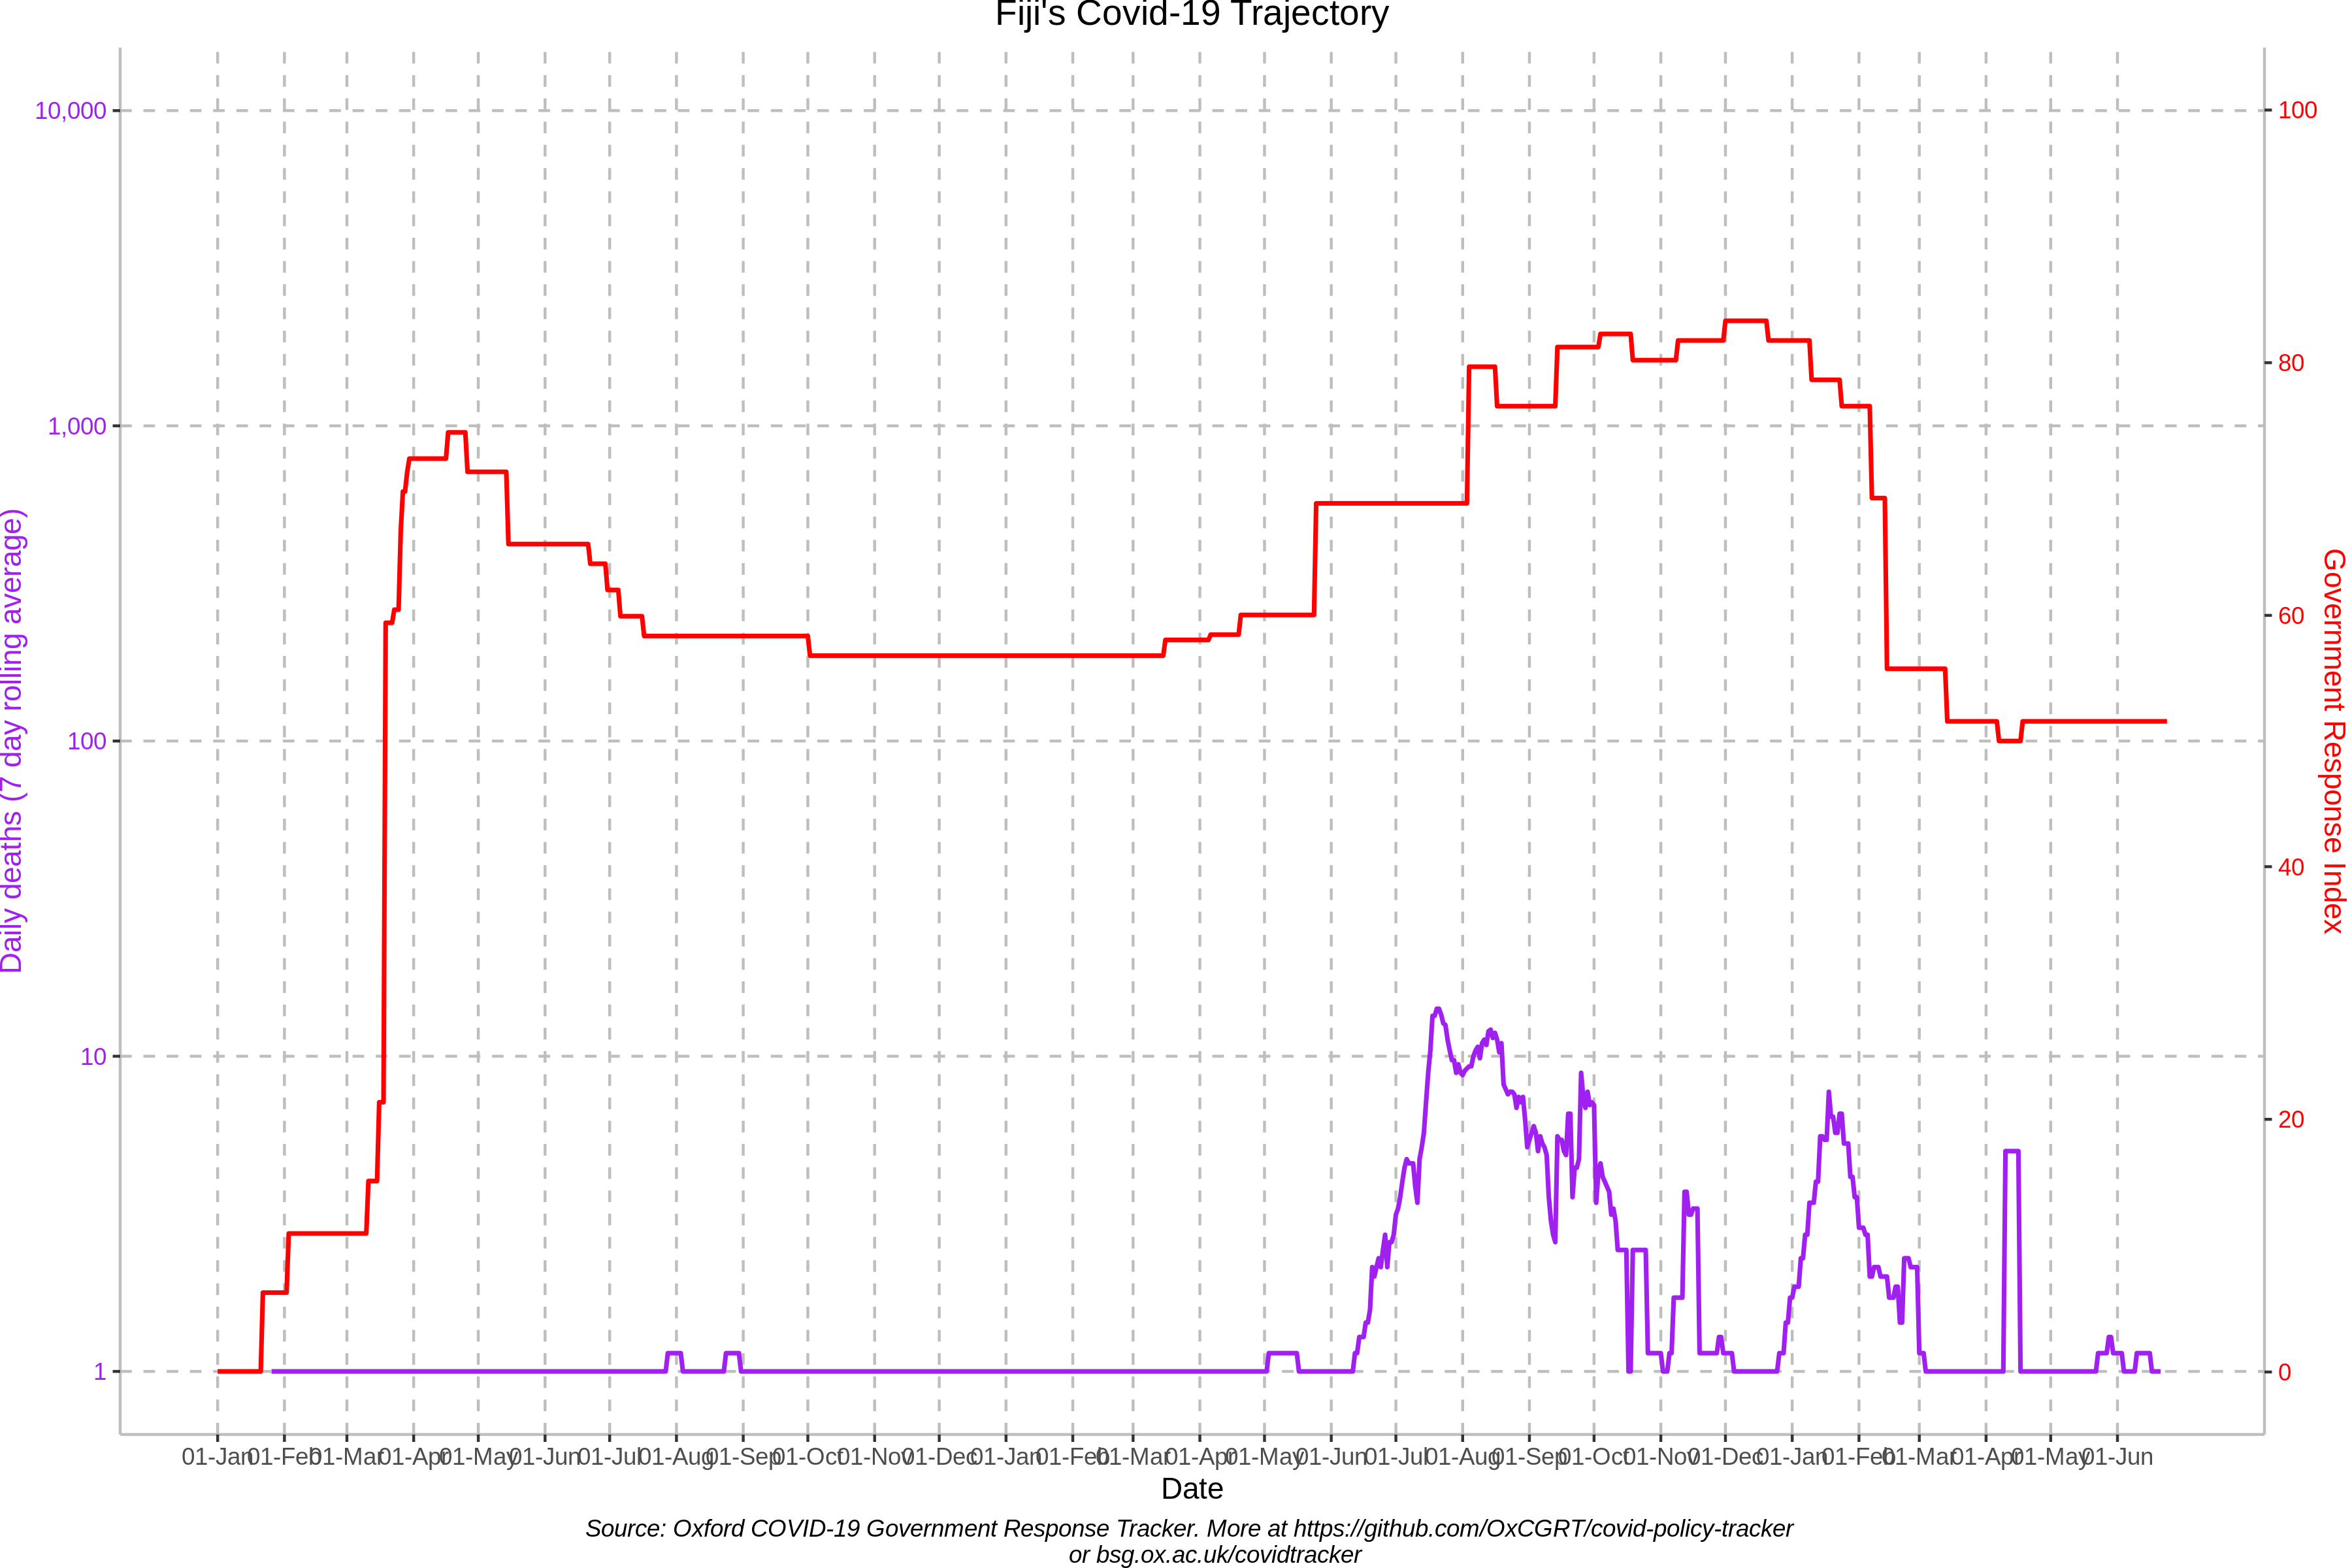 Fiji's Covid-19 Trajectory
10,000
1,000
100
10
1
Daily deaths (7 day rolling average)
100
80
60
40
20
0
Government Response Index
01-Jan 01-Feb 01-Mar 01-Apr 01-May 01-Jun 01-Jul 01-Aug 01-Sep 01-Oct 01-Nov 01-Dec 01-Jan 01-Feb 01-Mar 01-Apr 01-May 01-Jun 01-Jul 01-Aug 01-Sep 01-Oct 01-Nov 01-Dec 01-Jan 01-Feb 01-Mar 01-Apr 01-May 01-Jun
Date
Source: Oxford COVID-19 Government Response Tracker. More at https://github.com/OxCGRT/covid-policy-tracker
or bsg.ox.ac.uk/covidtracker